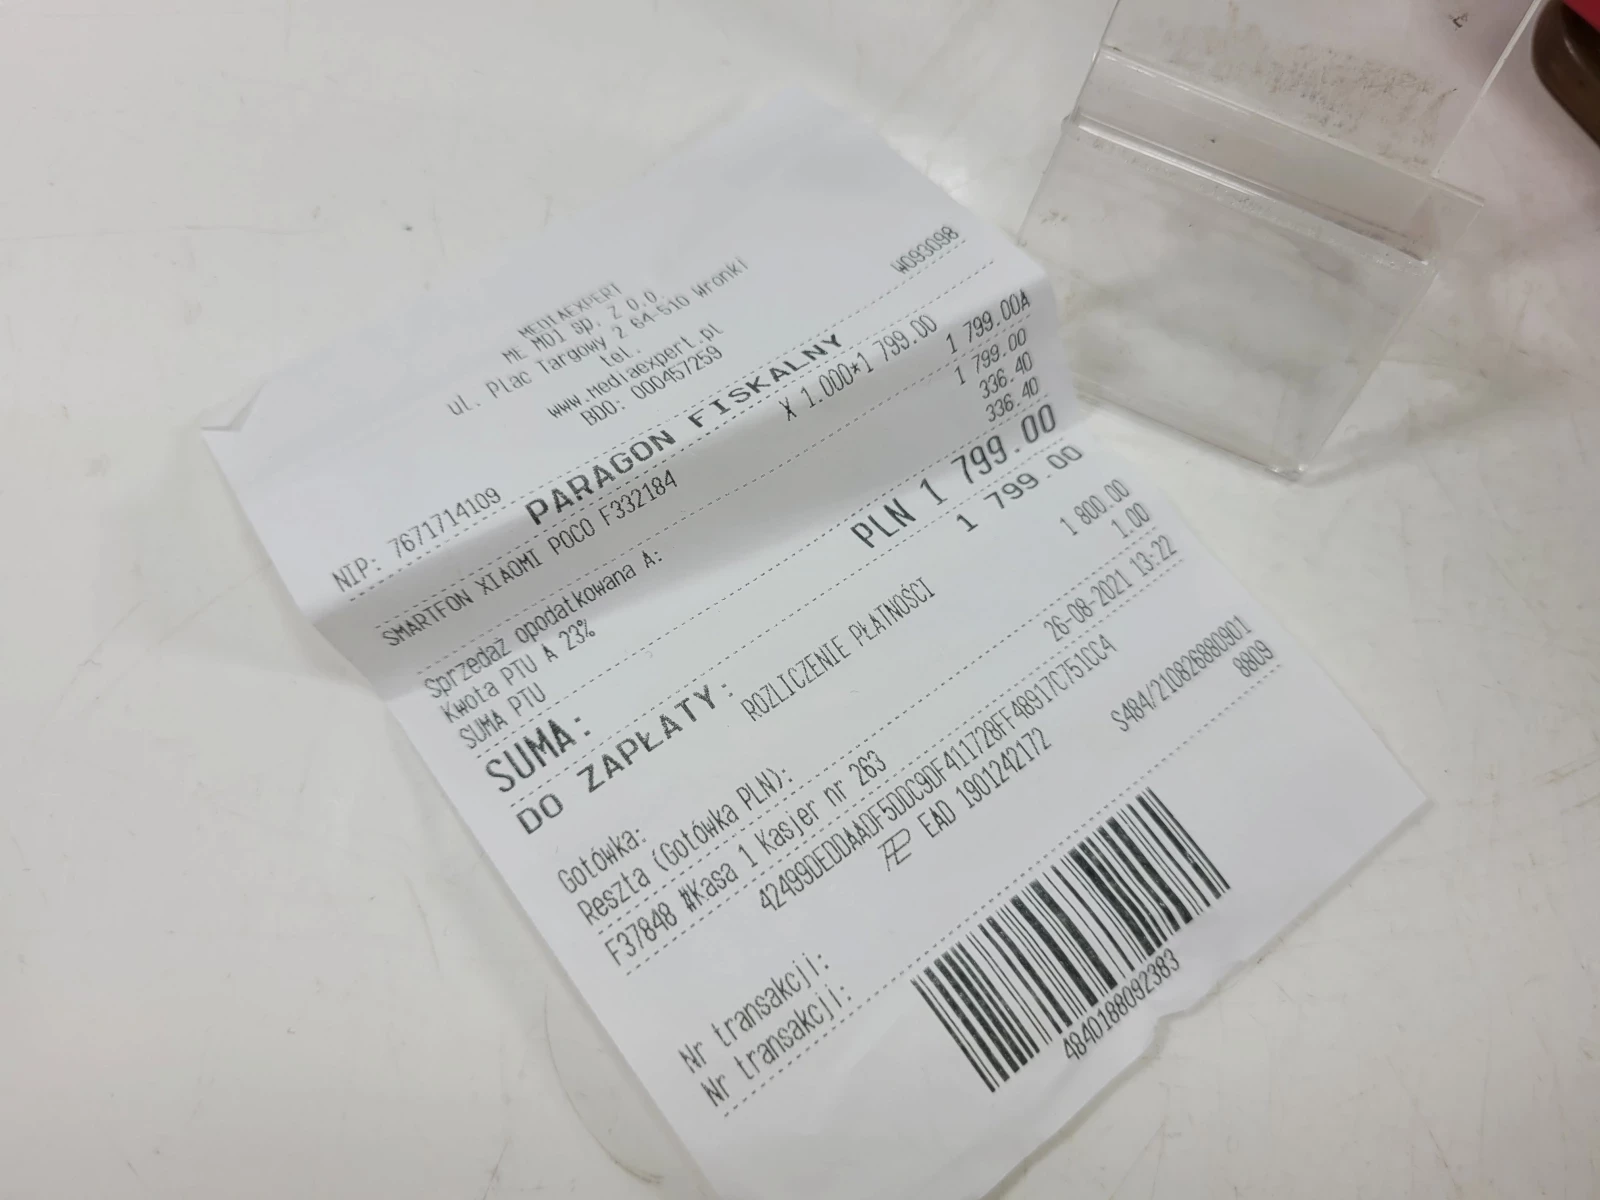 MEDIAEXPERT
ME MDI sp. z o.o.
ul. Plac Targowy 2 64-510 Wronki
tel.
www.mediaexpert.pl
BDO: 000457259
NIP: 7671714109 W093098
PARAGON FISKALNY
SMARTFON XIAOMI POCO F332184 X 1.000*1 799.00 1 799.00A
Sprzedaż opodatkowana A: 1 799.00
Kwota PTU A 23% 336.40
SUMA PTU 336.40
SUMA: PLN 1 799.00
DO ZAPŁATY: 1 799.00
ROZLICZENIE PŁATNOŚCI
Gotówka: 1 800.00
Reszta (Gotówka PLN): 1.00
F37848 #Kasa 1 Kasjer nr 263 26-08-2021 13:22
42499DEDDAADF5DDC9DF411728FF48917C751CC4
EAD 1901242172
Nr transakcji: S484/210826880901
Nr transakcji: 8809
4840188092383